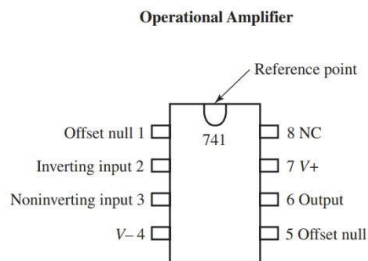 Operational Amplifier
Reference point
741
Offset null 1
8 NC
Inverting input 2
7 V+
Noninverting input 3
6 Output
V– 4
5 Offset null